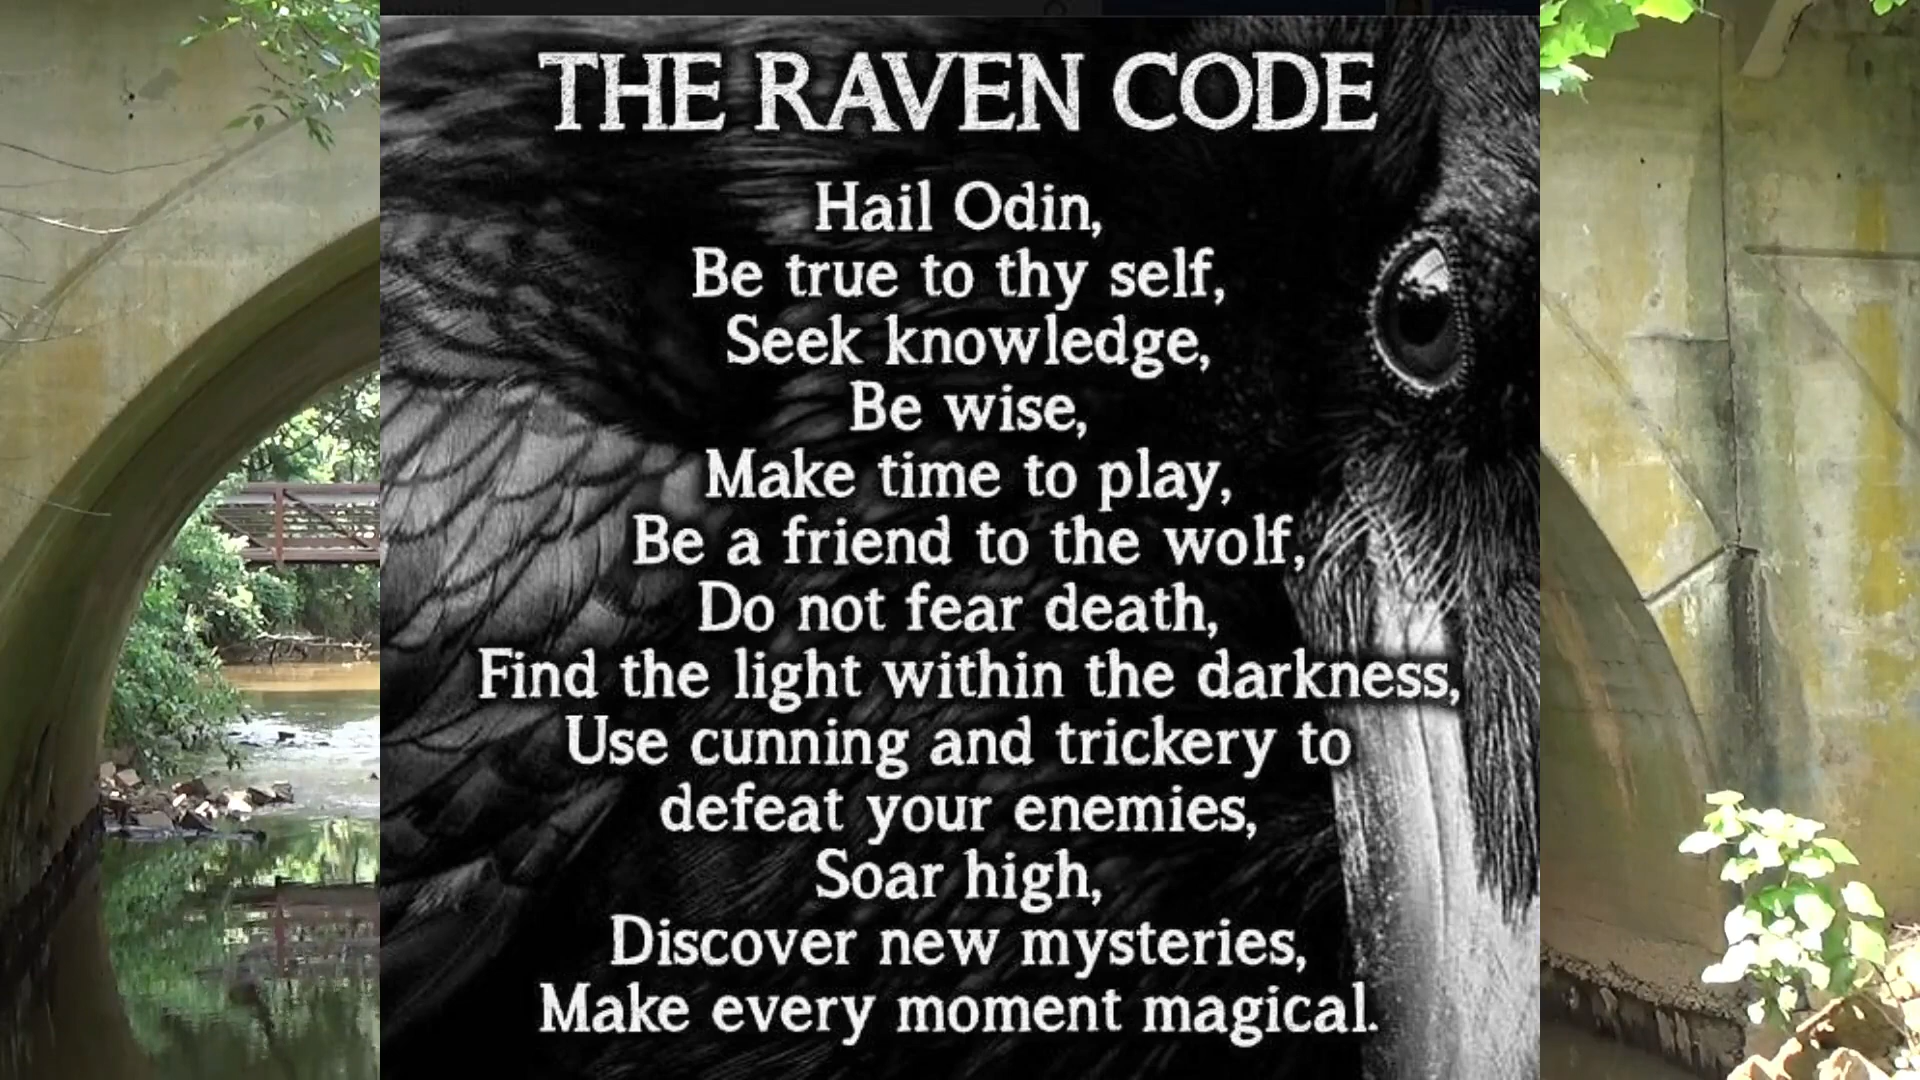 THE RAVEN CODE
Hail Odin,
Be true to thy self,
Seek knowledge,
Be wise,
Make time to play,
Be a friend to the wolf,
Do not fear death,
Find the light within the darkness,
Use cunning and trickery to
defeat your enemies,
Soar high,
Discover new mysteries,
Make every moment magical.